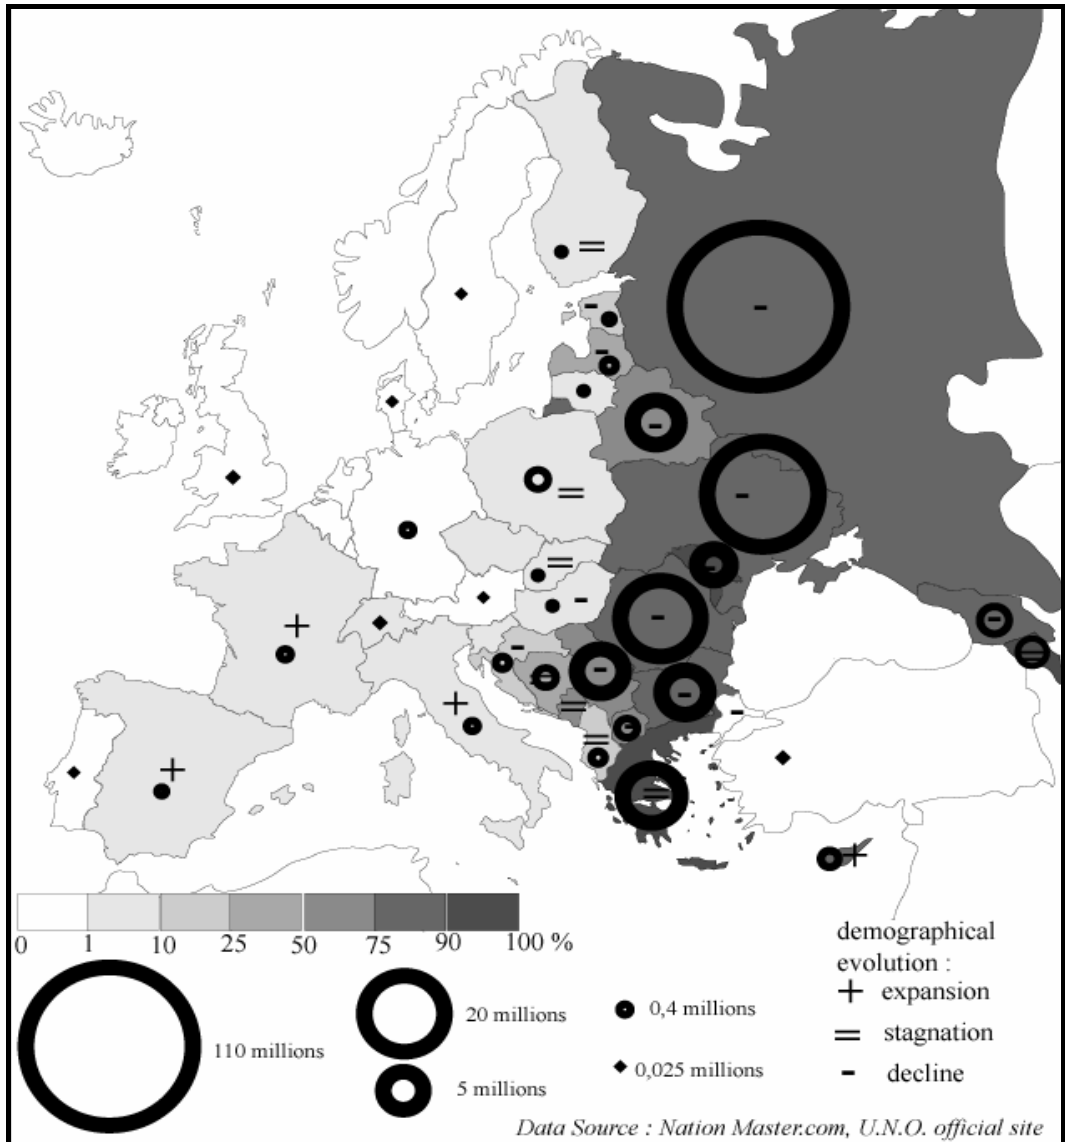 0 1 10 25 50 75 90 100 %
110 millions
20 millions
5 millions
0,4 millions
0,025 millions
demographical
evolution :
+ expansion
= stagnation
- decline
Data Source : Nation Master.com, U.N.O. official site